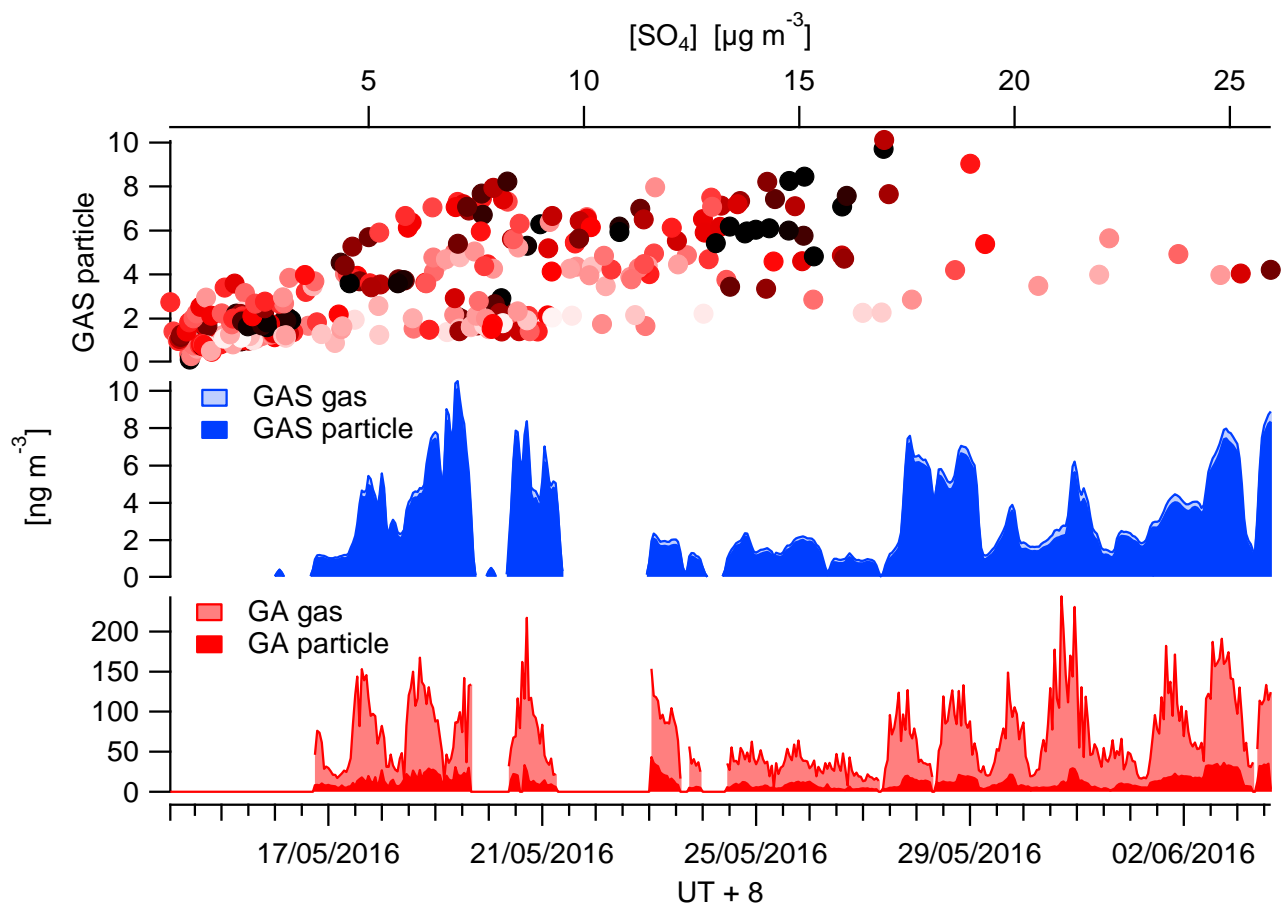 [SO₄] [µg m⁻³]
5 10 15 20 25
GAS particle
10
8
6
4
2
0
[ng m⁻³]
10
8
6
4
2
0
GAS gas
GAS particle
200
150
100
50
0
GA gas
GA particle
17/05/2016 21/05/2016 25/05/2016 29/05/2016 02/06/2016
UT + 8